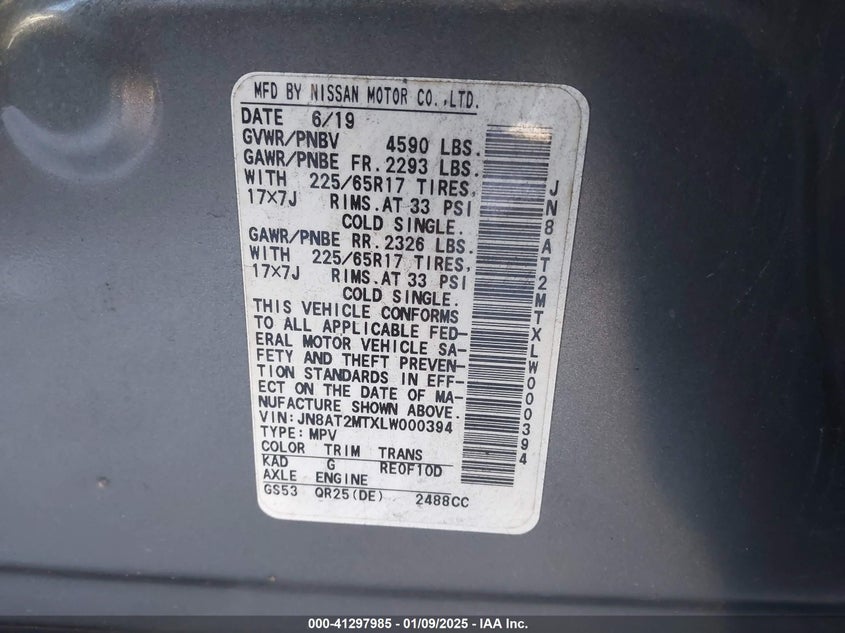 MFD BY NISSAN MOTOR CO.,LTD.
DATE 6/19
GVWR/PNBV 4590 LBS.
GAWR/PNBE FR. 2293 LBS.
WITH 225/65R17 TIRES,
17X7J RIMS. AT 33 PSI
COLD SINGLE.
GAWR/PNBE RR. 2326 LBS.
WITH 225/65R17 TIRES,
17X7J RIMS. AT 33 PSI
COLD SINGLE.
THIS VEHICLE CONFORMS
TO ALL APPLICABLE FED-
ERAL MOTOR VEHICLE SA-
FETY AND THEFT PREVEN-
TION STANDARDS IN EFF-
ECT ON THE DATE OF MA-
NUFACTURE SHOWN ABOVE.
VIN:JN8AT2MTXLW000394
TYPE:MPV
COLOR TRIM TRANS
KAD G RE0F10D
AXLE ENGINE
GS53 QR25(DE) 2488CC
JN8AT2MTXLW000394
000-41297985 — 01/09/2025 — IAA Inc.